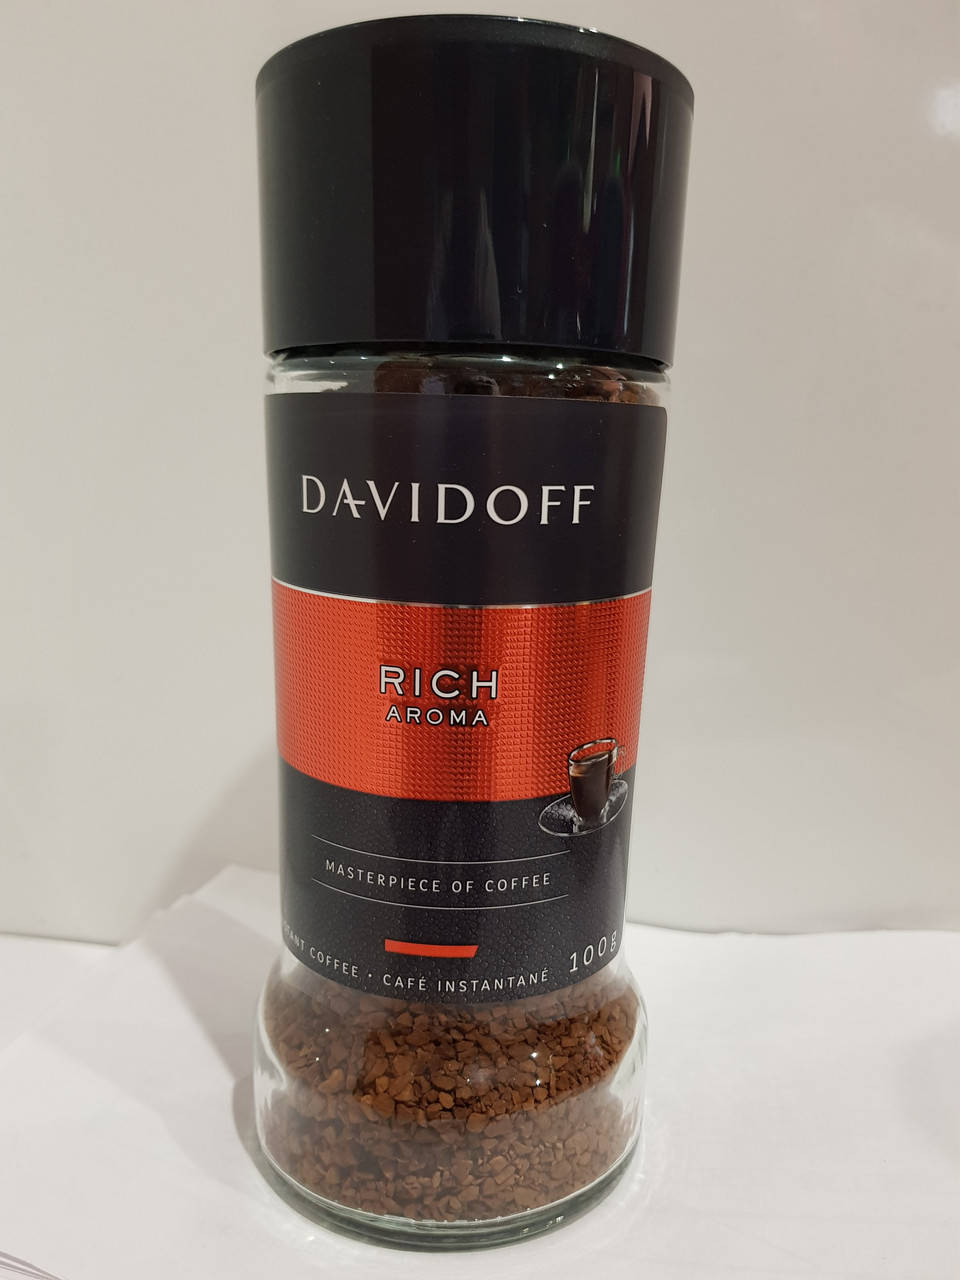 DAVIDOFF
RICH
AROMA
MASTERPIECE OF COFFEE
COFFEE • CAFÉ INSTANTANÉ
100g